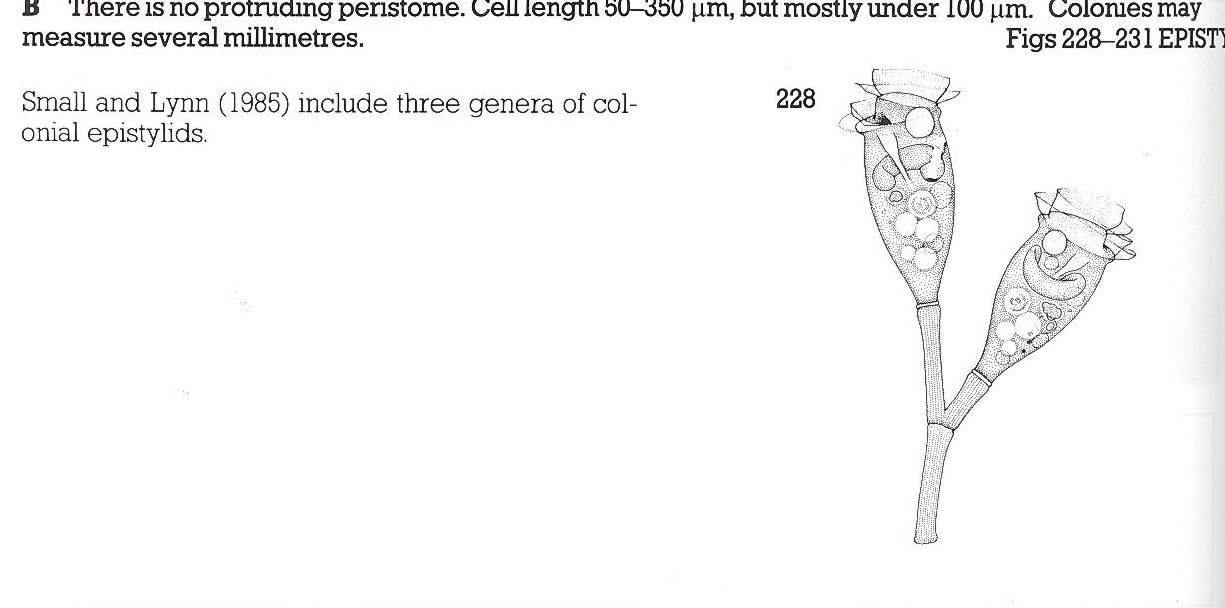 B There is no protruding peristome. Cell length 50–350 μm, but mostly under 100 μm. Colonies may
measure several millimetres. Figs 228–231 EPISTY
Small and Lynn (1985) include three genera of col-
onial epistylids.
228